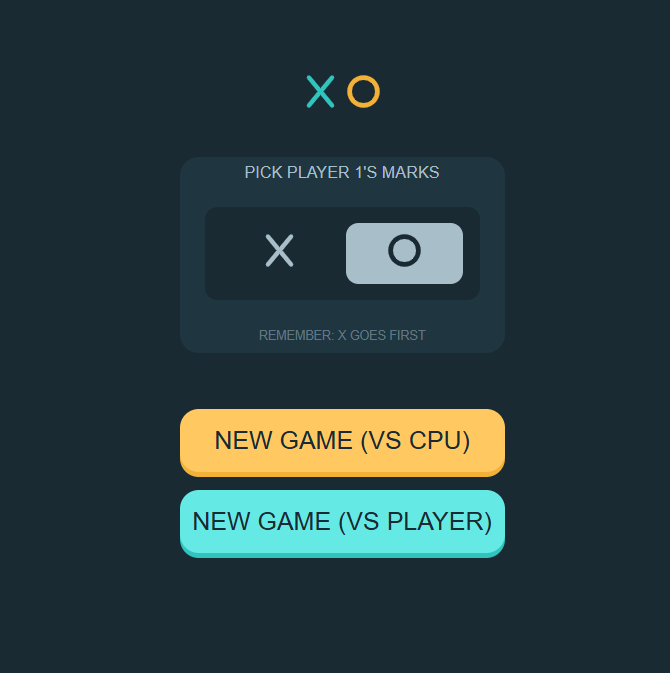 X O
PICK PLAYER 1'S MARKS
X O
REMEMBER: X GOES FIRST
NEW GAME (VS CPU)
NEW GAME (VS PLAYER)